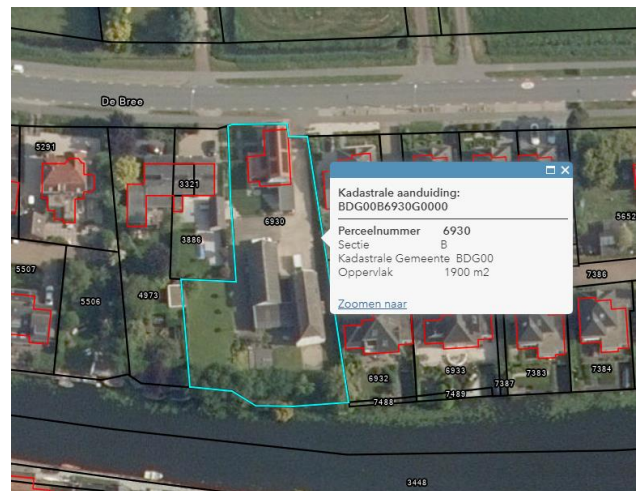 De Bree
5291
3321
6930
3886
5652
5507
5506
4973
7386
Kadastrale aanduiding:
BDG00B6930G0000
Perceelnummer 6930
Sectie B
Kadastrale Gemeente BDG00
Oppervlak 1900 m2
Zoomen naar
6932
6933
7383
7384
7387
7488
7489
3448